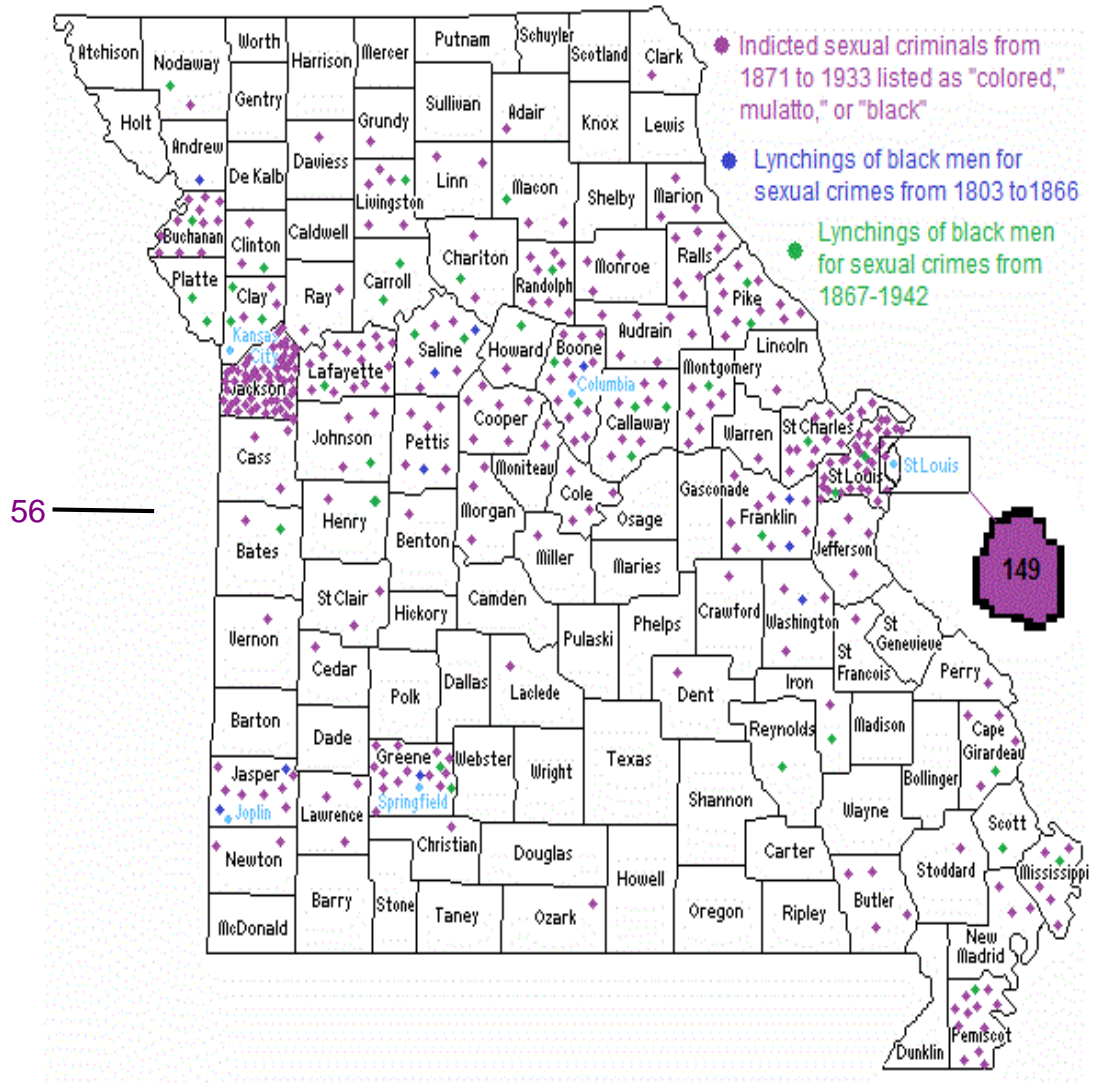 Indicted sexual criminals from
1871 to 1933 listed as "colored,"
mulatto," or "black"
Lynchings of black men for
sexual crimes from 1803 to1866
Lynchings of black men
for sexual crimes from
1867-1942
Atchison
Nodaway
Worth
Harrison
Mercer
Putnam
Schuyler
Scotland
Clark
Holt
Gentry
Sullivan
Adair
Knox
Lewis
Andrew
Grundy
De Kalb
Daviess
Linn
Macon
Shelby
Marion
Livingston
Buchanan
Clinton
Caldwell
Chariton
Monroe
Ralls
Platte
Clay
Ray
Carroll
Randolph
Pike
Kansas
City
Jackson
Lafayette
Saline
Howard
Boone
Audrain
Lincoln
Columbia
Montgomery
Cass
Johnson
Pettis
Cooper
Callaway
Warren
St Charles
St Louis
St Louis
Moniteau
Cole
Osage
Gasconade
Franklin
56
Bates
Henry
Benton
Morgan
Miller
Maries
Jefferson
149
Vernon
St Clair
Hickory
Camden
Pulaski
Phelps
Crawford
Washington
St
Genevieve
St
Francois
Perry
Cedar
Polk
Dallas
Laclede
Dent
Iron
Barton
Dade
Reynolds
Madison
Cape
Girardeau
Jasper
Joplin
Greene
Springfield
Webster
Wright
Texas
Shannon
Bollinger
Wayne
Lawrence
Scott
Newton
Christian
Douglas
Carter
Stoddard
Mississippi
Howell
McDonald
Barry
Stone
Taney
Ozark
Oregon
Ripley
Butler
New
Madrid
Dunklin
Pemiscot